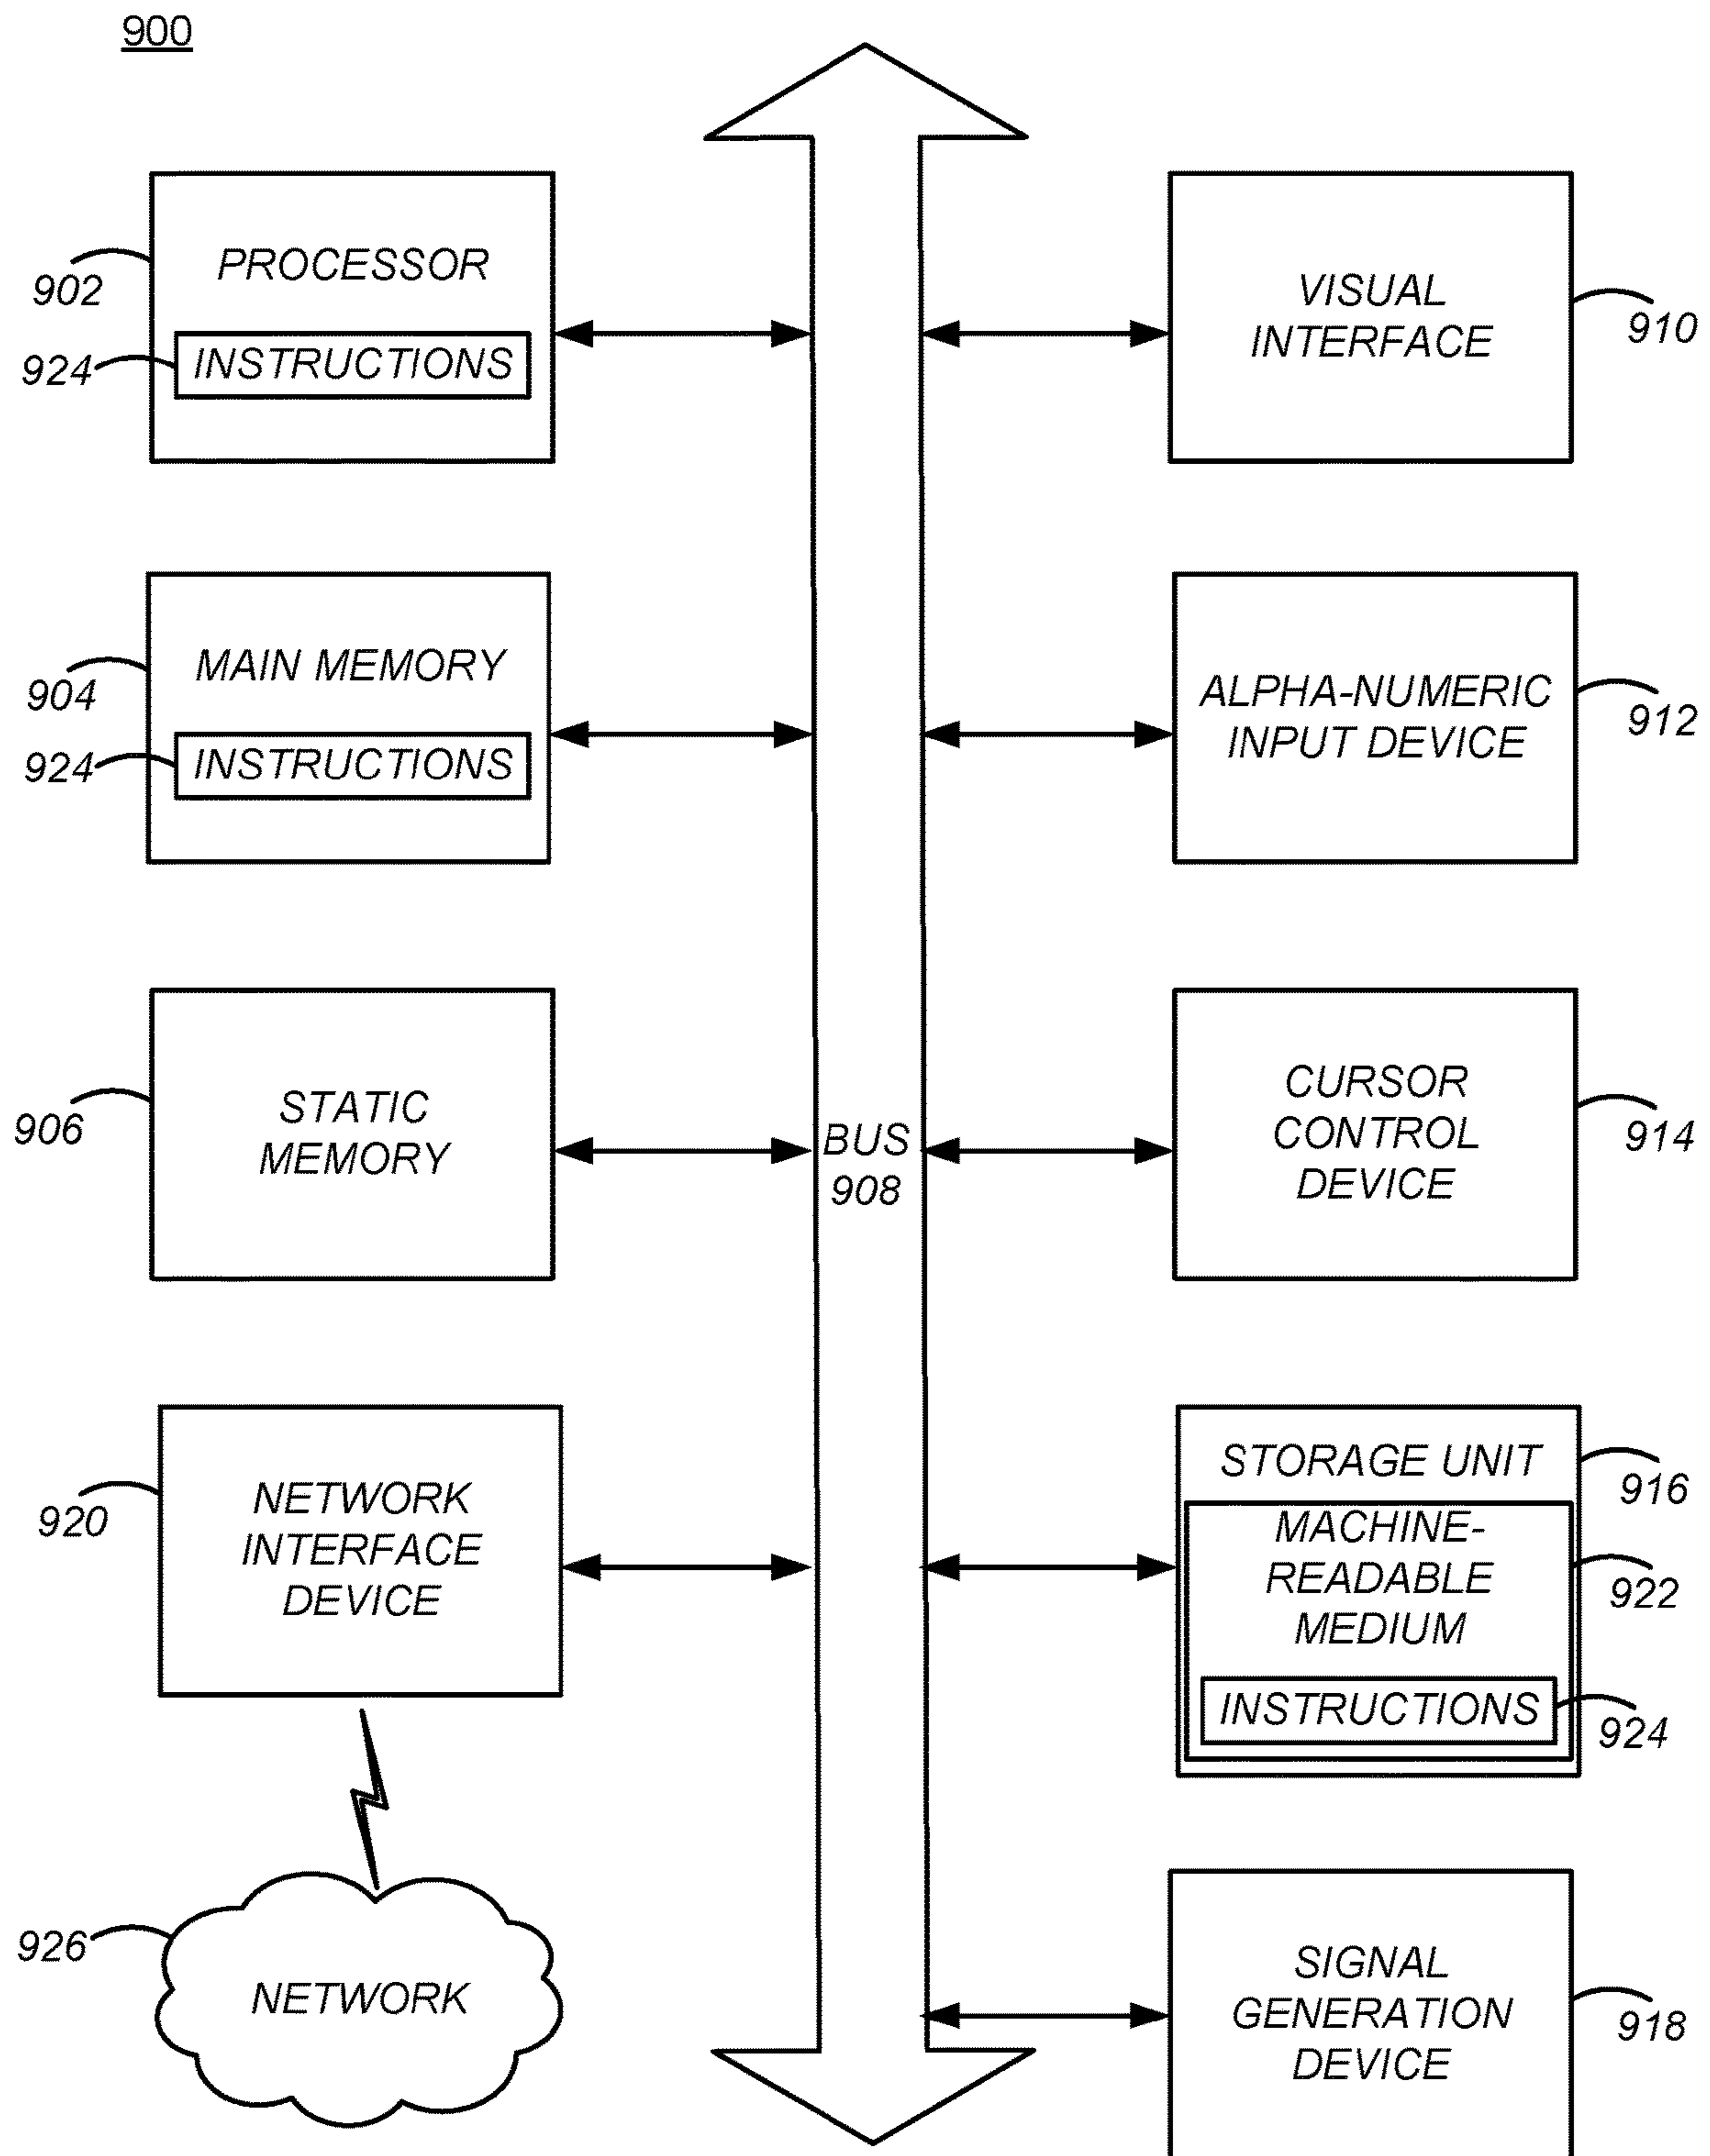 900
PROCESSOR
902
924
INSTRUCTIONS
VISUAL
INTERFACE
910
MAIN MEMORY
904
924
INSTRUCTIONS
ALPHA-NUMERIC
INPUT DEVICE
912
STATIC
MEMORY
906
BUS
908
CURSOR
CONTROL
DEVICE
914
NETWORK
INTERFACE
DEVICE
920
STORAGE UNIT
916
MACHINE-
READABLE
MEDIUM
922
INSTRUCTIONS
924
926
NETWORK
SIGNAL
GENERATION
DEVICE
918